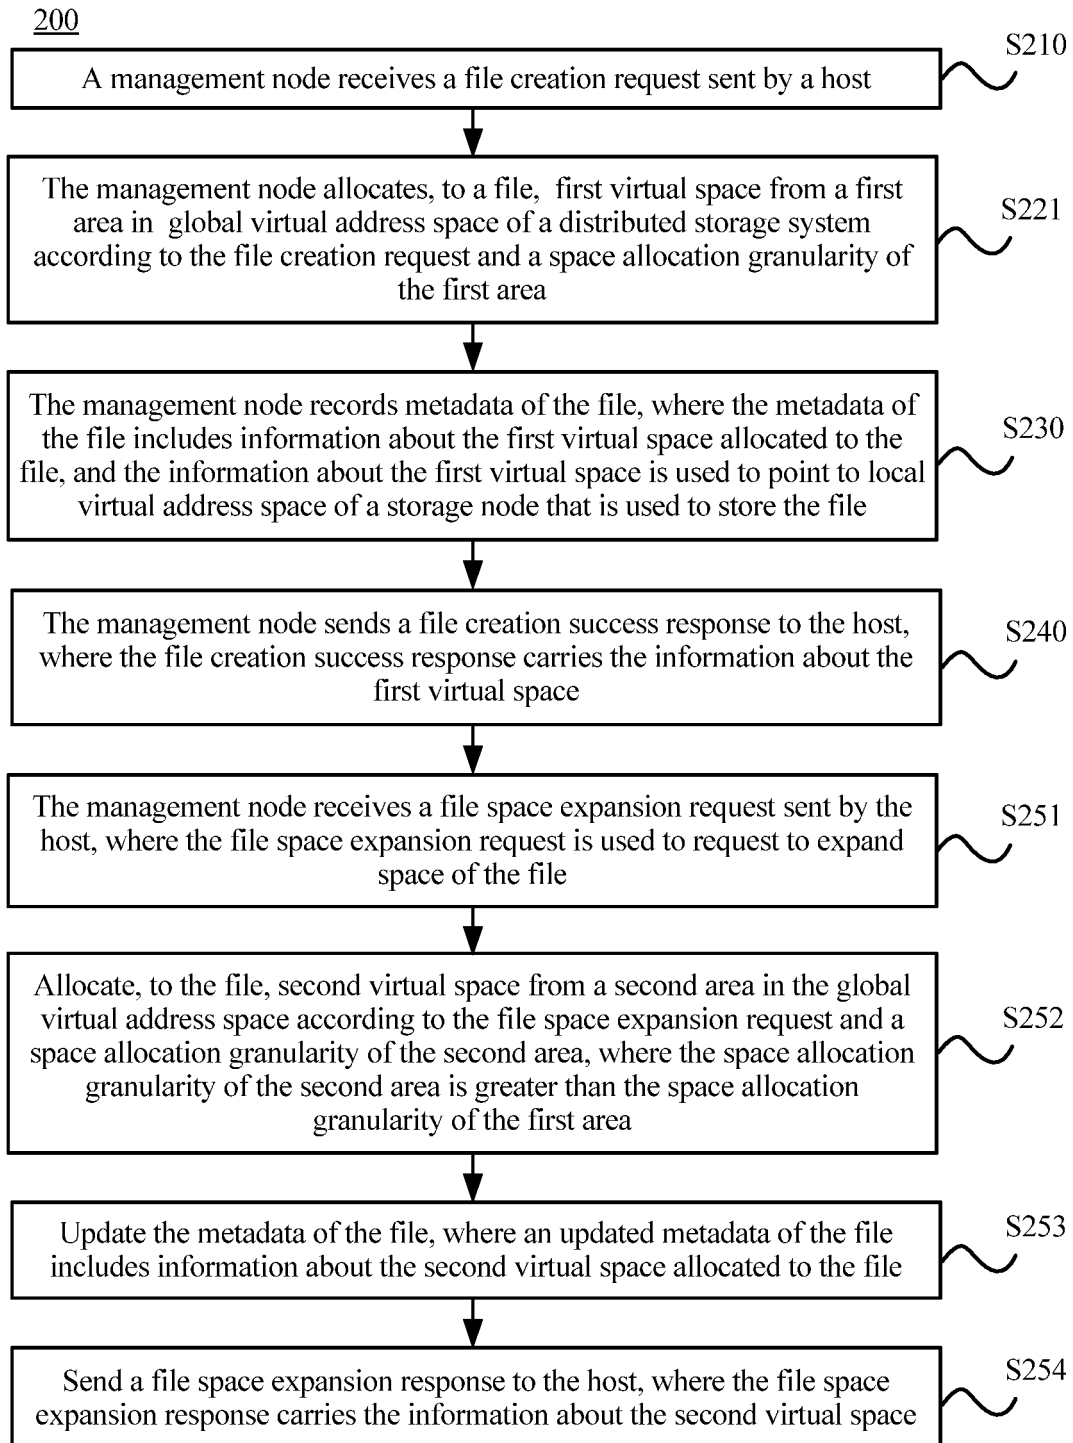 200
S210
A management node receives a file creation request sent by a host
S221
The management node allocates, to a file, first virtual space from a first
area in global virtual address space of a distributed storage system
according to the file creation request and a space allocation granularity of
the first area
S230
The management node records metadata of the file, where the metadata of
the file includes information about the first virtual space allocated to the
file, and the information about the first virtual space is used to point to local
virtual address space of a storage node that is used to store the file
S240
The management node sends a file creation success response to the host,
where the file creation success response carries the information about the
first virtual space
S251
The management node receives a file space expansion request sent by the
host, where the file space expansion request is used to request to expand
space of the file
S252
Allocate, to the file, second virtual space from a second area in the global
virtual address space according to the file space expansion request and a
space allocation granularity of the second area, where the space allocation
granularity of the second area is greater than the space allocation
granularity of the first area
S253
Update the metadata of the file, where an updated metadata of the file
includes information about the second virtual space allocated to the file
S254
Send a file space expansion response to the host, where the file space
expansion response carries the information about the second virtual space